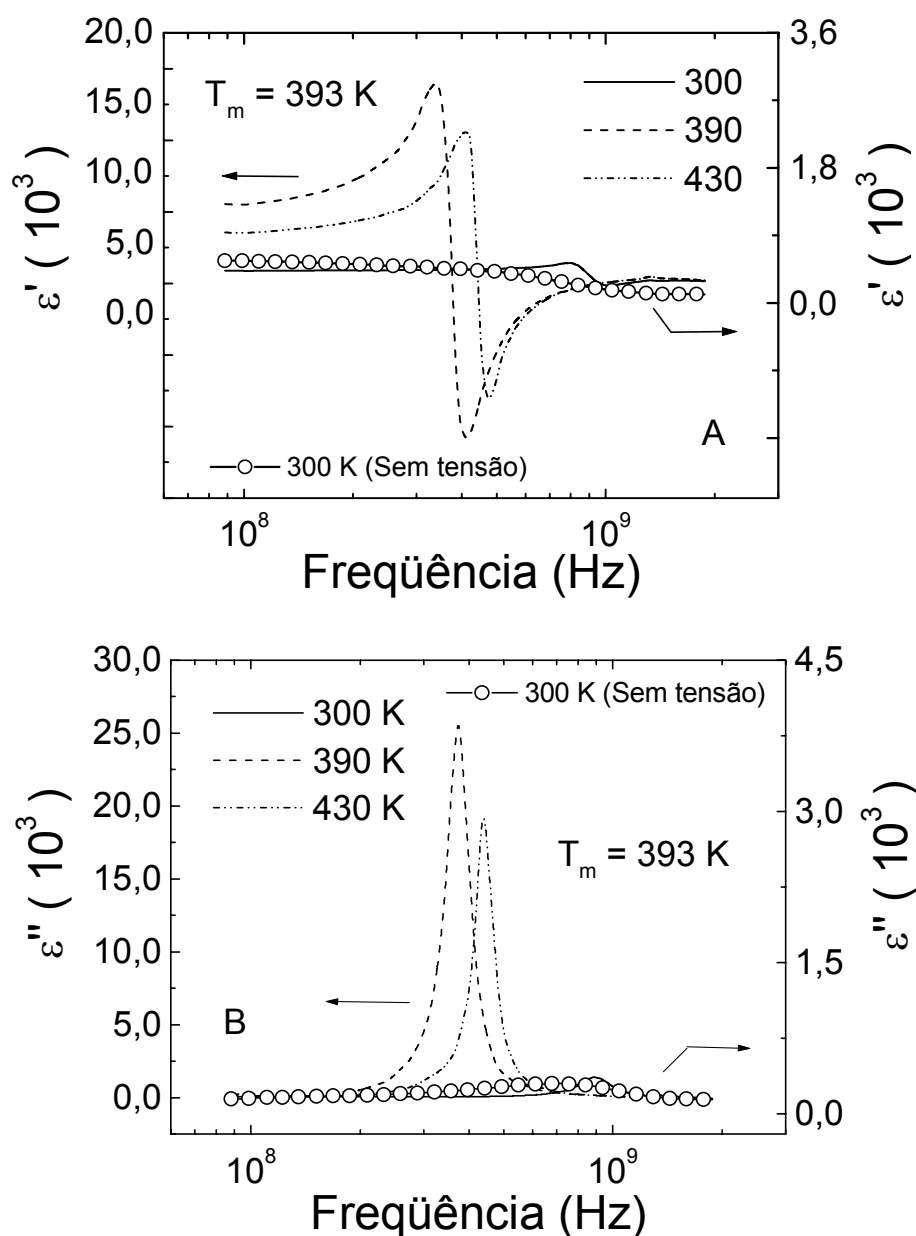 20,0
15,0
10,0
5,0
0,0
ε' ( 10³ )
T_m = 393 K
300
390
430
3,6
1,8
0,0
ε' ( 10³ )
A
300 K (Sem tensão)
10⁸
10⁹
Freqüência (Hz)
30,0
25,0
20,0
15,0
10,0
5,0
0,0
ε'' ( 10³ )
300 K (Sem tensão)
300 K
390 K
430 K
T_m = 393 K
B
4,5
3,0
1,5
0,0
ε'' ( 10³ )
10⁸
10⁹
Freqüência (Hz)